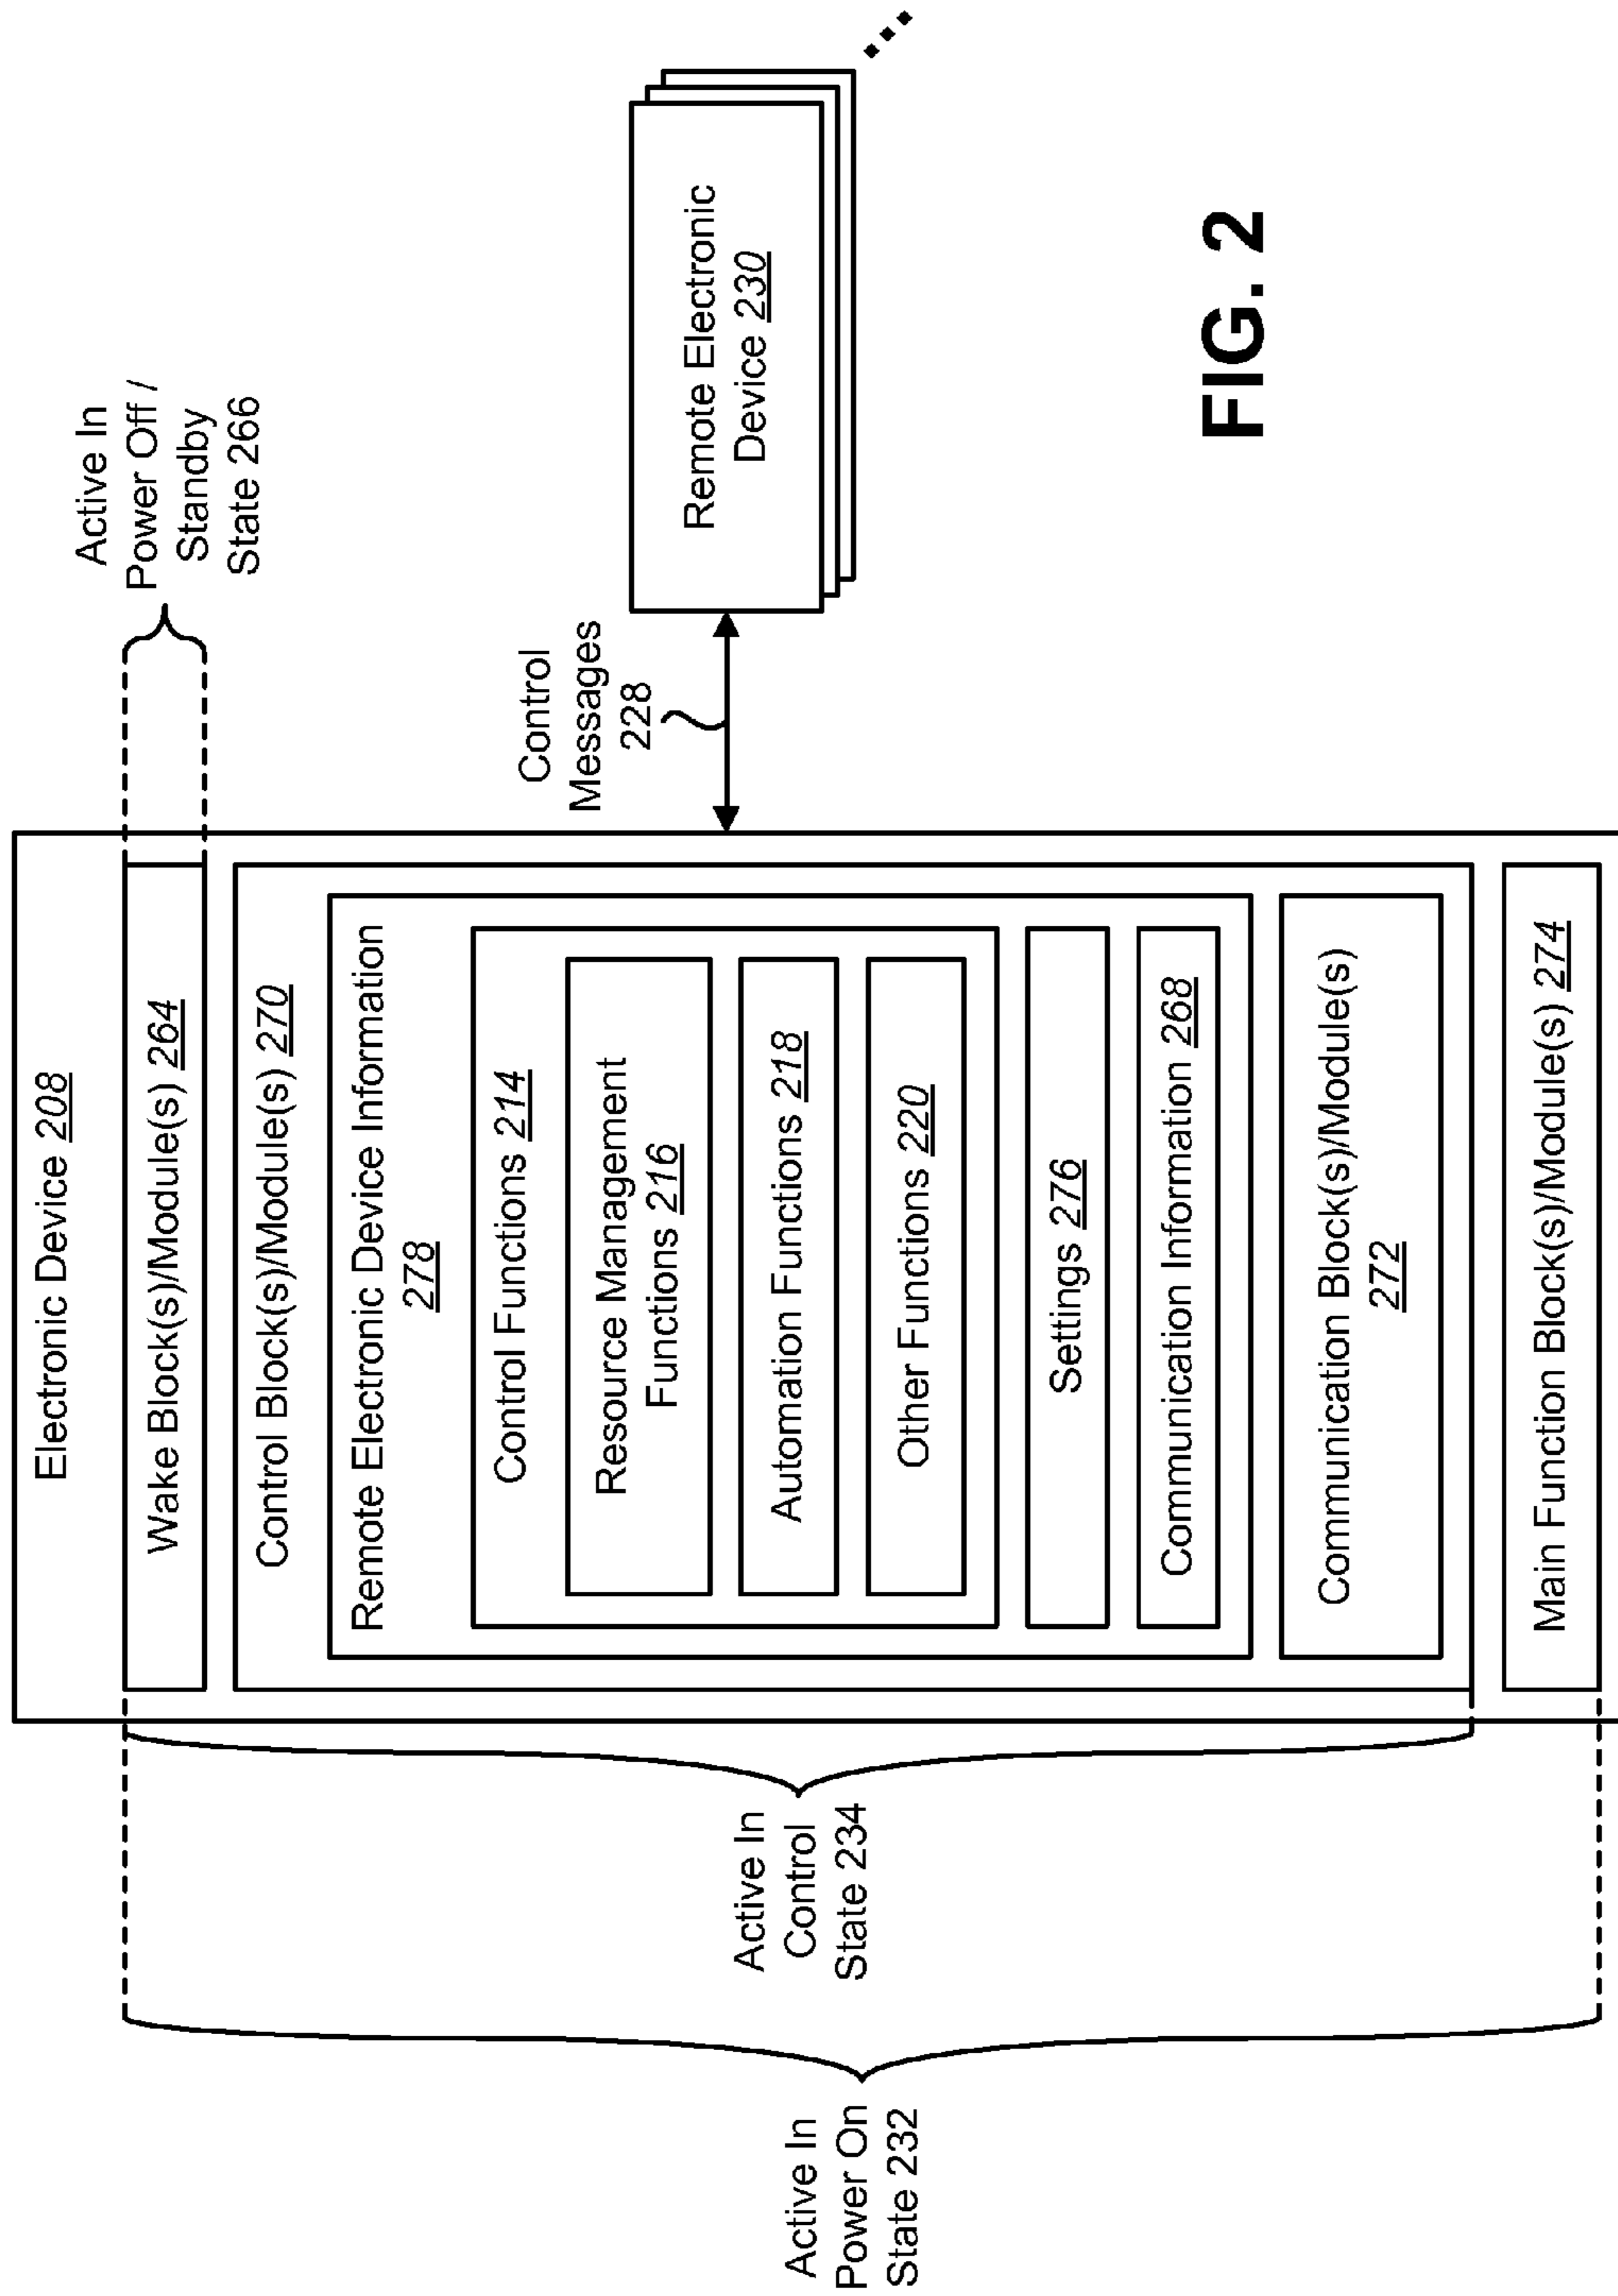 Electronic Device 208
Wake Block(s)/Module(s) 264
Control Block(s)/Module(s) 270
Remote Electronic Device Information
278
Control Functions 214
Resource Management
Functions 216
Automation Functions 218
Other Functions 220
Settings 276
Communication Information 268
Communication Block(s)/Module(s)
272
Main Function Block(s)/Module(s) 274
Active In
Power On
State 232
Active In
Control
State 234
Active In
Power Off /
Standby
State 266
Control
Messages
228
Remote Electronic
Device 230
FIG. 2